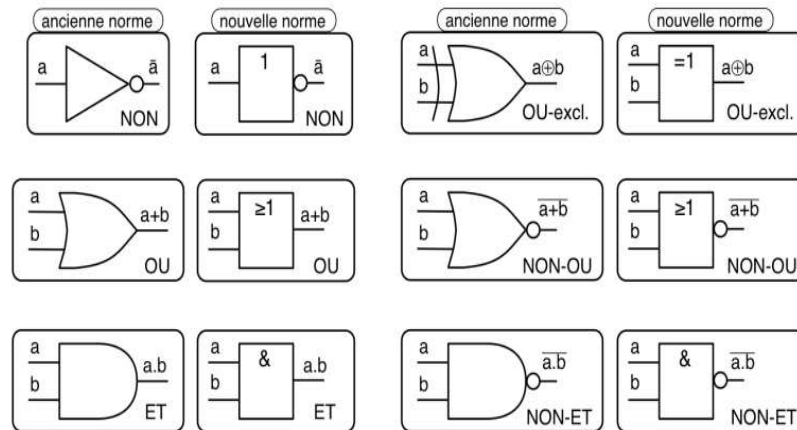 ancienne norme nouvelle norme ancienne norme nouvelle norme
a ā NON
a 1 ā NON
a b a⊕b OU-excl.
a b =1 a⊕b OU-excl.
a b a+b OU
a b ≥1 a+b OU
a b a+b NON-OU
a b ≥1 a+b NON-OU
a b a.b ET
a b & a.b ET
a b a.b NON-ET
a b & a.b NON-ET